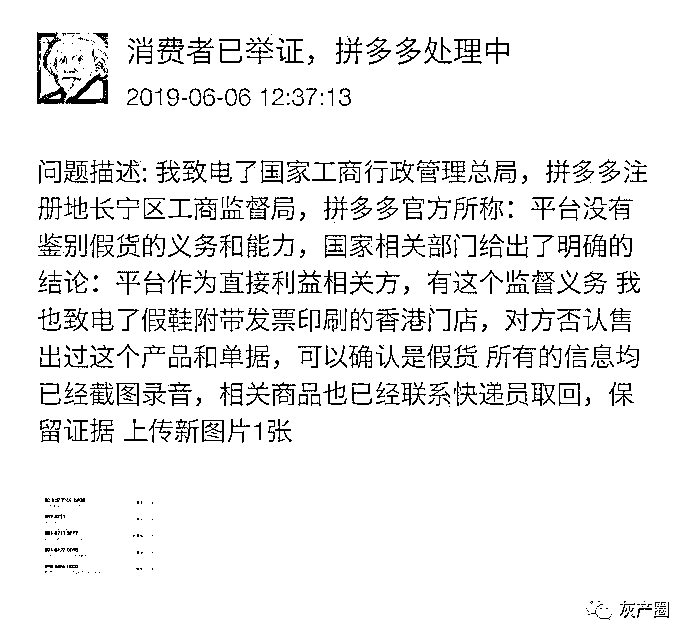 消费者已举证，拼多多处理中
2019-06-06 12:37:13
问题描述: 我致电了国家工商行政管理总局，拼多多注
册地长宁区工商监督局，拼多多官方所称：平台没有
鉴别假货的义务和能力，国家相关部门给出了明确的
结论：平台作为直接利益相关方，有这个监督义务 我
也致电了假鞋附带发票印刷的香港门店，对方否认售
出过这个产品和单据，可以确认是假货 所有的信息均
已经截图录音，相关商品也已经联系快递员取回，保
留证据 上传新图片1张
灰产圈